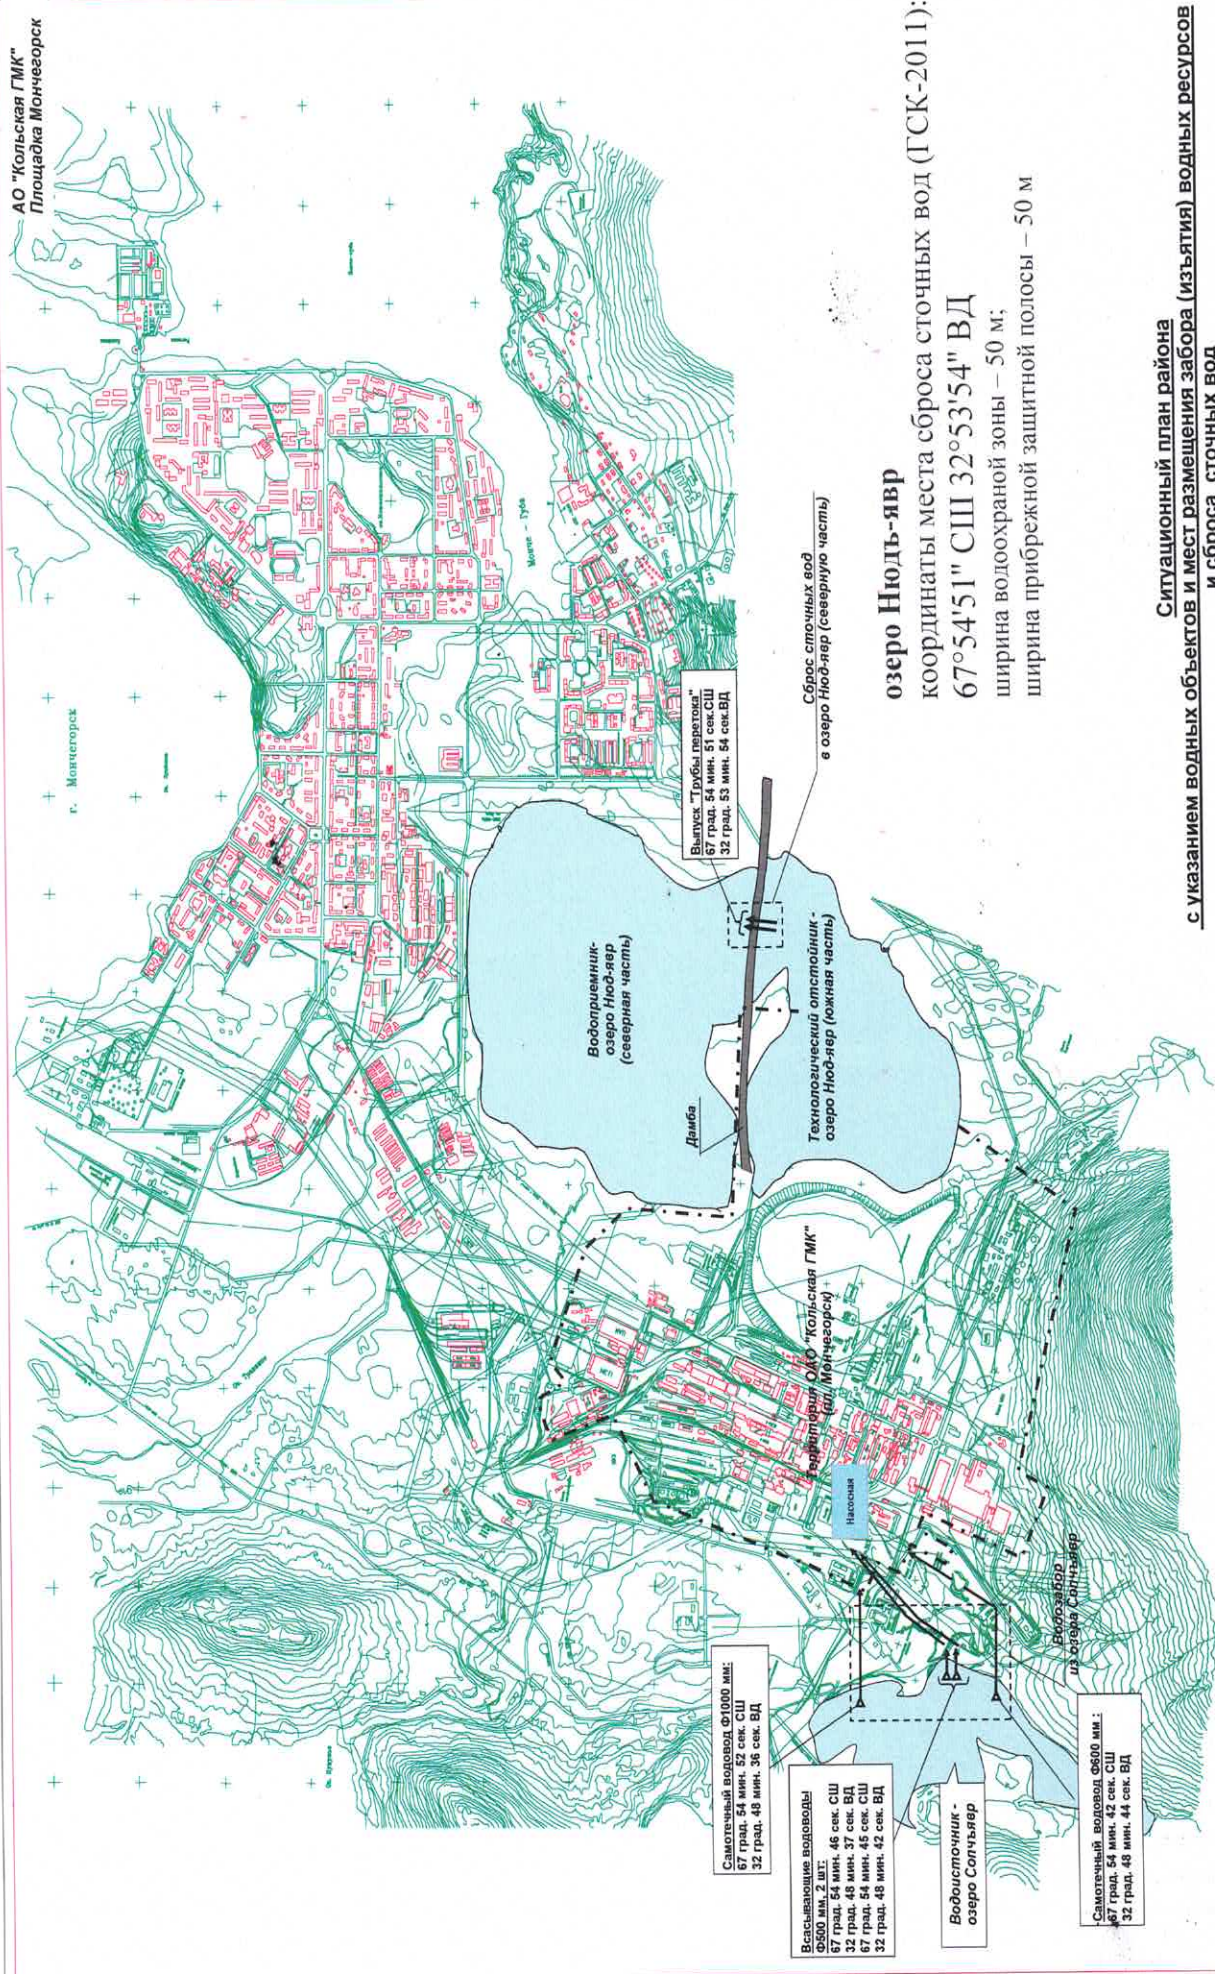 АО "Кольская ГМК"
Площадка Мончегорск
г. Мончегорск
Монче - Губа
Выпуск "Трубы перетока"
67 град. 54 мин. 51 сек.СШ
32 град. 53 мин. 54 сек.ВД
Сброс сточных вод
в озеро Нюд-явр (северную часть)
Водоприемник-
озеро Нюд-явр
(северная часть)
Дамба
Технологический отстойник -
озеро Нюд-явр (южная часть)
Территория ОАО "Кольская ГМК"
(пл. Мончегорск)
Насосная
Водозабор
из озера Сопчъявр
Самотечный водовод Ф1000 мм:
67 град. 54 мин. 52 сек. СШ
32 град. 48 мин. 36 сек. ВД
Всасывающие водоводы
Ф600 мм, 2 шт:
67 град. 54 мин. 46 сек. СШ
32 град. 48 мин. 37 сек. ВД
67 град. 54 мин. 45 сек. СШ
32 град. 48 мин. 42 сек. ВД
Водоисточник -
озеро Сопчъявр
Самотечный водовод Ф600 мм :
67 град. 54 мин. 42 сек. СШ
32 град. 48 мин. 44 сек. ВД
озеро Нюдь-явр
координаты места сброса сточных вод (ГСК-2011):
67°54'51" СШ 32°53'54" ВД
ширина водоохраной зоны – 50 м;
ширина прибрежной защитной полосы – 50 м
Ситуационный план района
с указанием водных объектов и мест размещения забора (изъятия) водных ресурсов
и сброса сточных вод